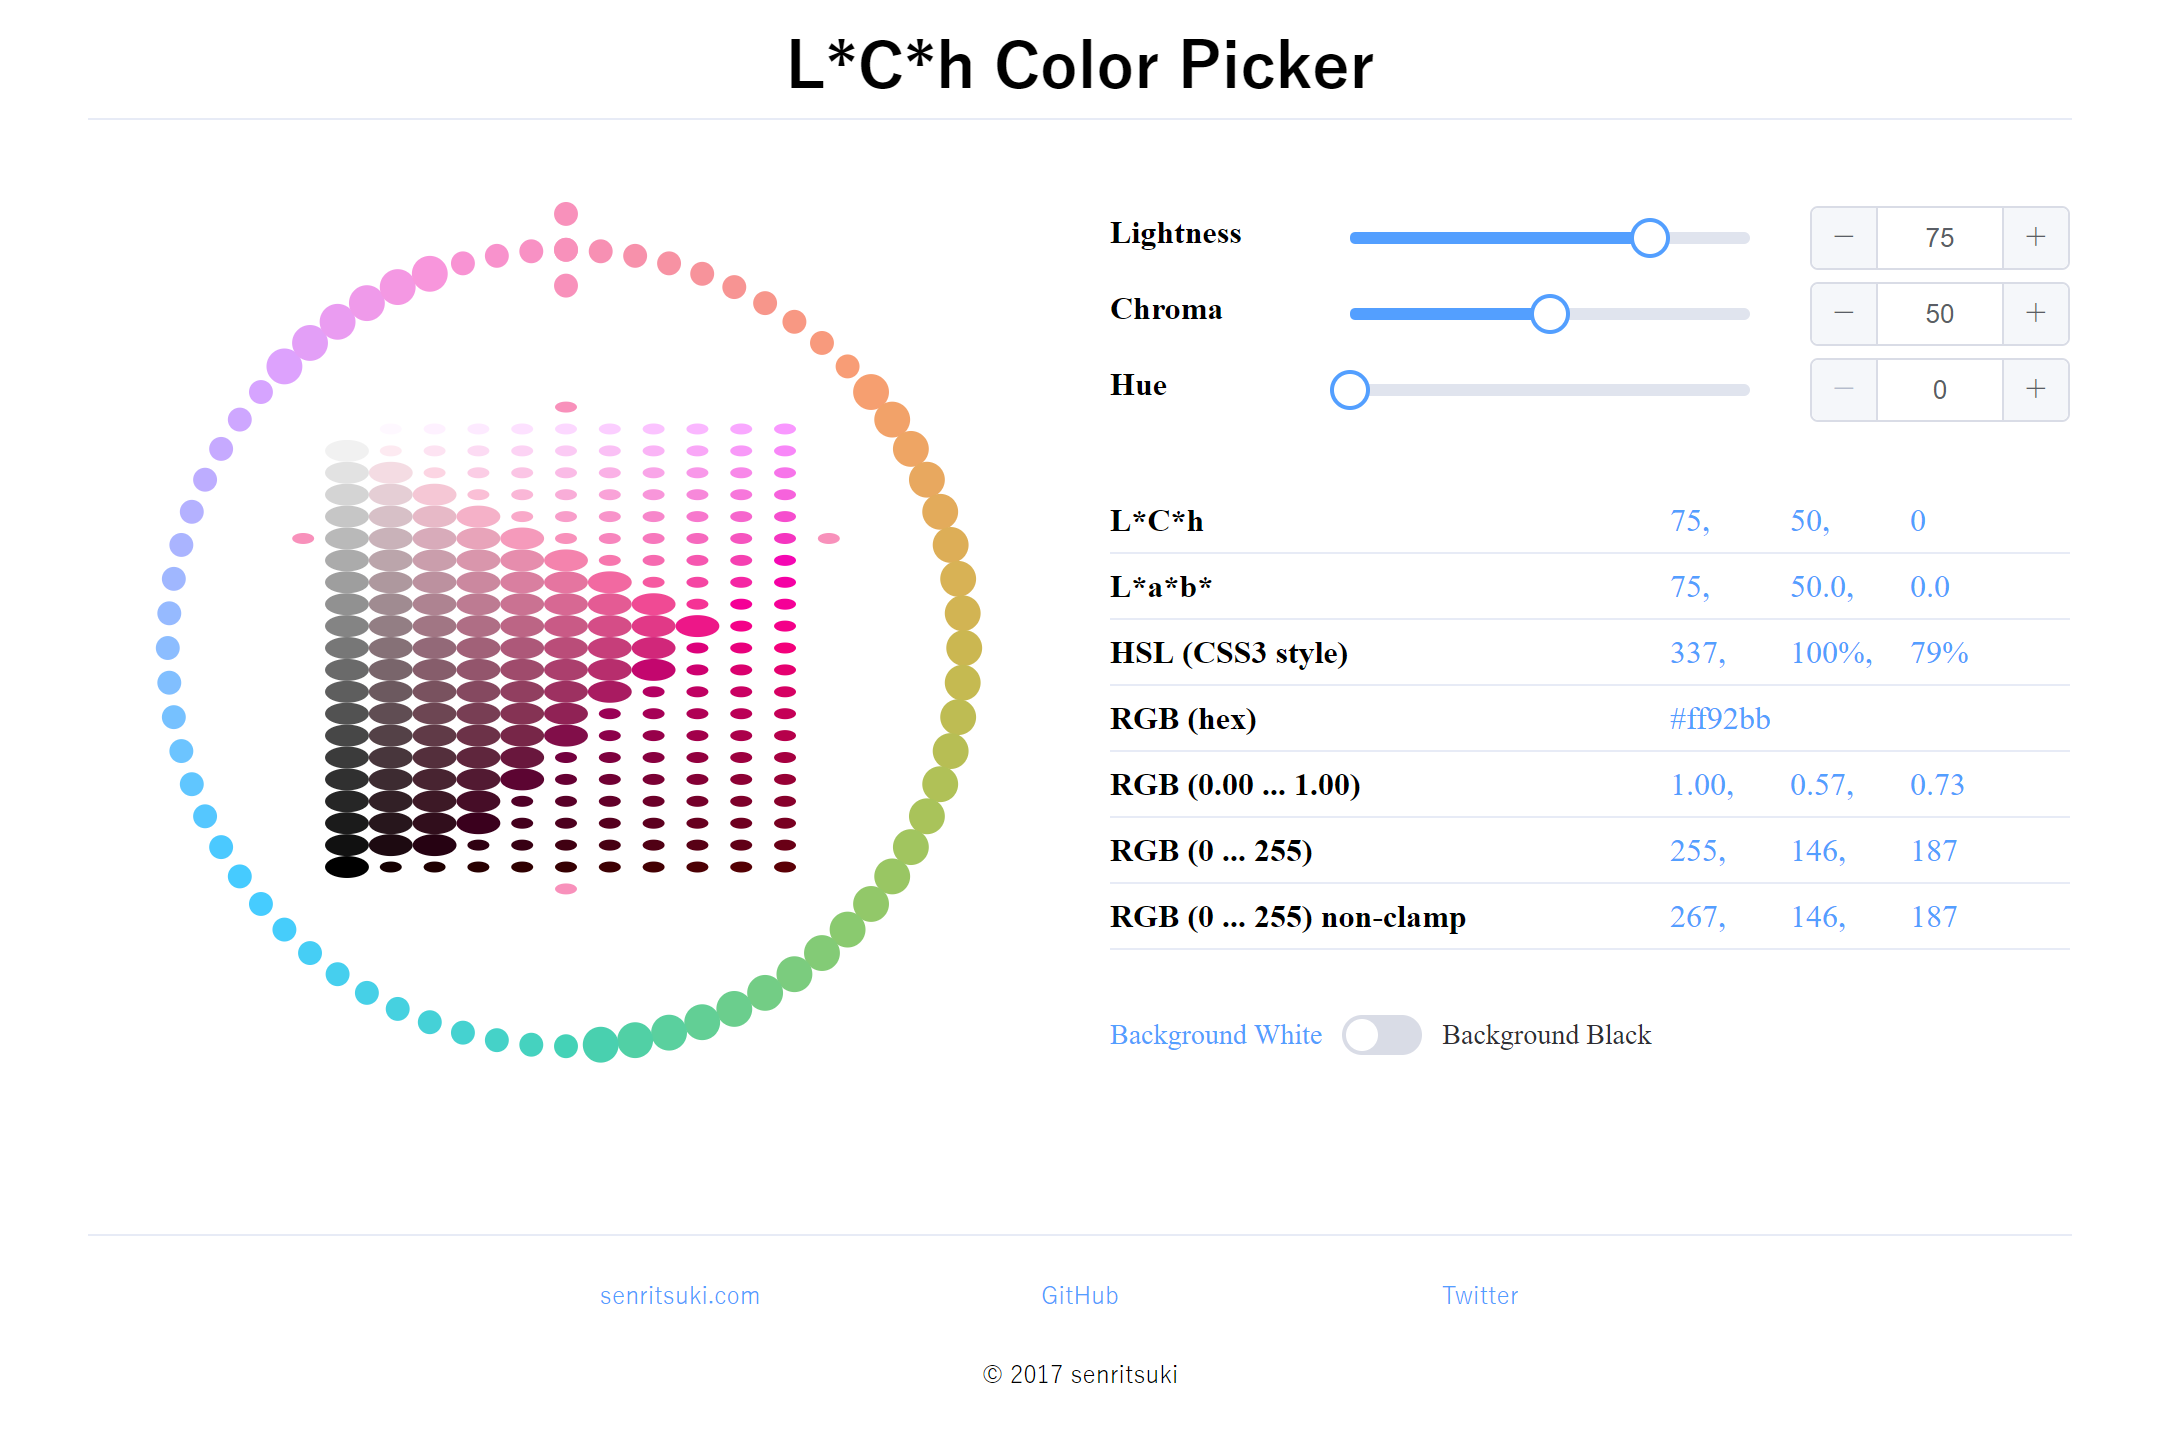 L*C*h Color Picker
Lightness 75
Chroma 50
Hue 0
L*C*h 75, 50, 0
L*a*b* 75, 50.0, 0.0
HSL (CSS3 style) 337, 100%, 79%
RGB (hex) #ff92bb
RGB (0.00 ... 1.00) 1.00, 0.57, 0.73
RGB (0 ... 255) 255, 146, 187
RGB (0 ... 255) non-clamp 267, 146, 187
Background White Background Black
senritsuki.com GitHub Twitter
© 2017 senritsuki